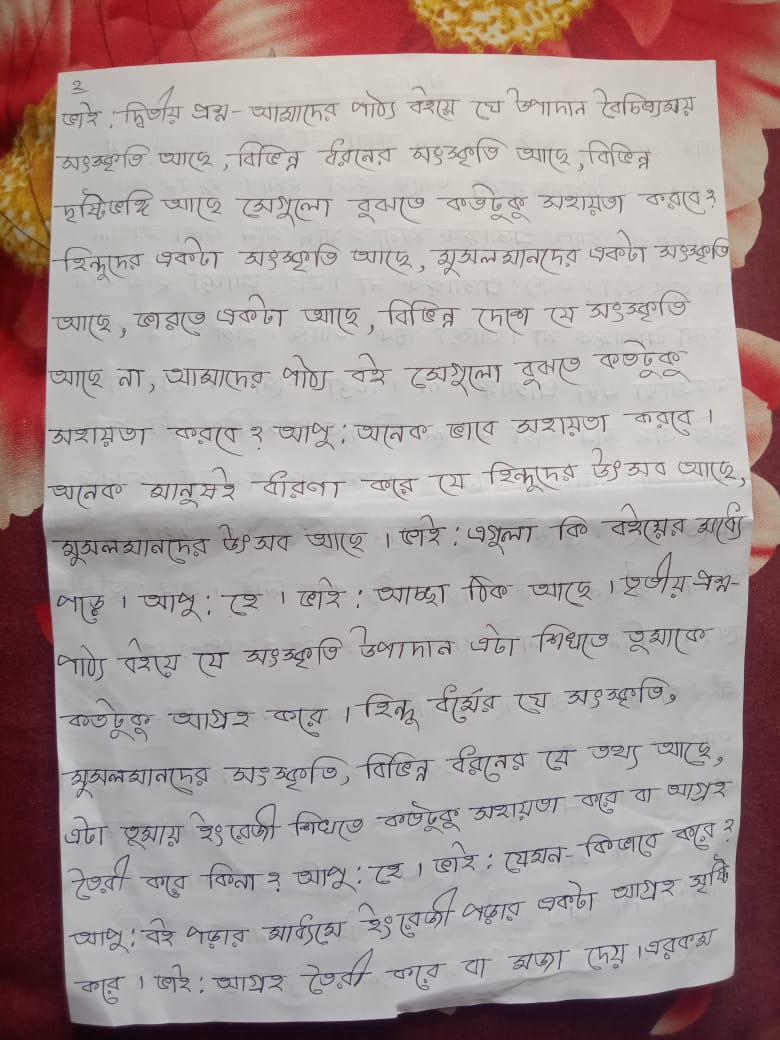 ২
ভাই: দ্বিতীয় প্রশ্ন- আমাদের পাঠ্য বইয়ে যে উপাদান বৈচিত্র্যময়
সংস্কৃতি আছে, বিভিন্ন ধরনের সংস্কৃতি আছে, বিভিন্ন
দৃষ্টিভঙ্গি আছে সেগুলো বুঝতে কতটুকু সহায়তা করবে?
হিন্দুদের একটা সংস্কৃতি আছে, মুসলমানদের একটা সংস্কৃতি
আছে, ভারতে একটা আছে, বিভিন্ন দেশে যে সংস্কৃতি
আছে না, আমাদের পাঠ্য বই সেগুলো বুঝতে কতটুকু
সহায়তা করবে? আপু: অনেক ভাবে সহায়তা করবে।
অনেক মানুষই ধারনা করে যে হিন্দুদের উৎসব আছে,
মুসলমানদের উৎসব আছে। ভাই: এগুলা কি বইয়ের মধ্যে
পড়ে। আপু: হে। ভাই: আচ্ছা ঠিক আছে। তৃতীয় প্রশ্ন-
পাঠ্য বইয়ে যে সংস্কৃতি উপাদান এটা শিখতে তুমাকে
কতটুকু আগ্রহ করে। হিন্দু ধর্মের যে সংস্কৃতি,
মুসলমানদের সংস্কৃতি, বিভিন্ন ধরনের যে তথ্য আছে,
এটা তুমায় ইংরেজী শিখতে কতটুকু সহায়তা করে বা আগ্রহ
তৈরী করে কিনা? আপু: হে। ভাই: যেমন- কিভাবে করে?
আপু: বই পড়ার মাধ্যমে ইংরেজী পড়ার একটা আগ্রহ সৃষ্টি
করে। ভাই: আগ্রহ তৈরী করে বা মজা দেয়। এরকম